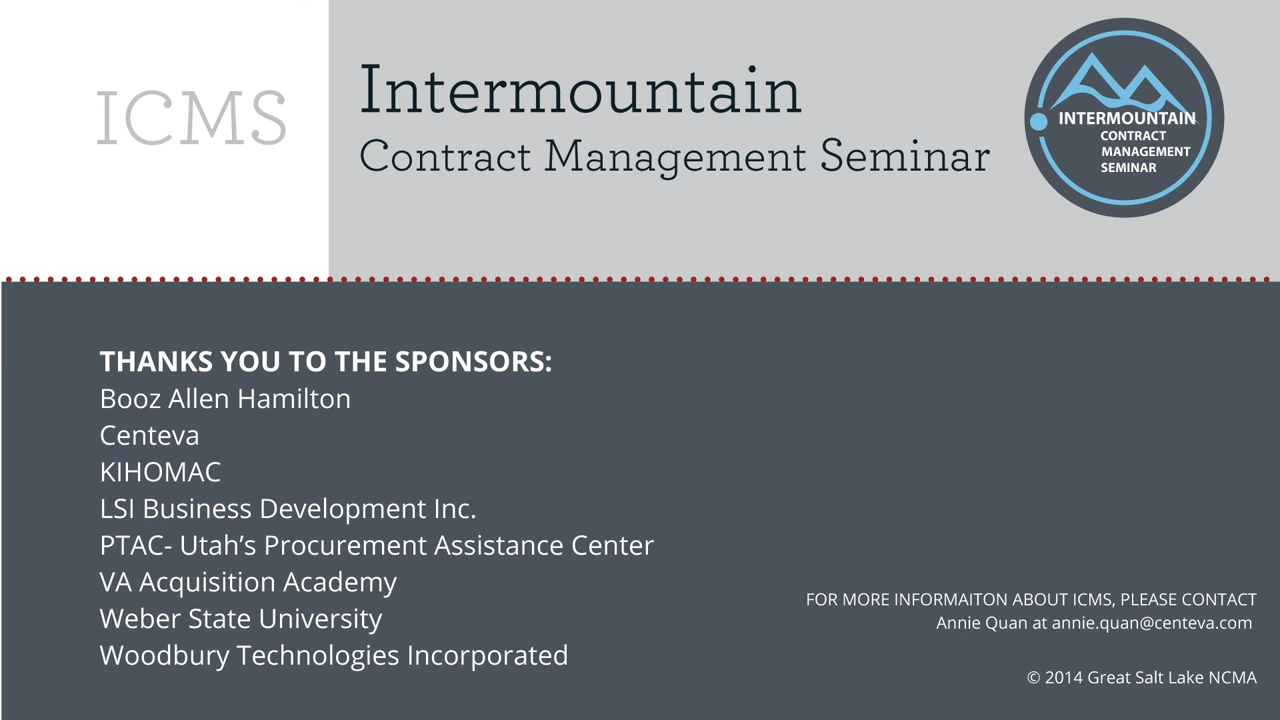 ICMS
Intermountain
Contract Management Seminar
INTERMOUNTAIN
CONTRACT
MANAGEMENT
SEMINAR
THANKS YOU TO THE SPONSORS:
Booz Allen Hamilton
Centeva
KIHOMAC
LSI Business Development Inc.
PTAC- Utah’s Procurement Assistance Center
VA Acquisition Academy
Weber State University
Woodbury Technologies Incorporated
FOR MORE INFORMAITON ABOUT ICMS, PLEASE CONTACT
Annie Quan at annie.quan@centeva.com
© 2014 Great Salt Lake NCMA